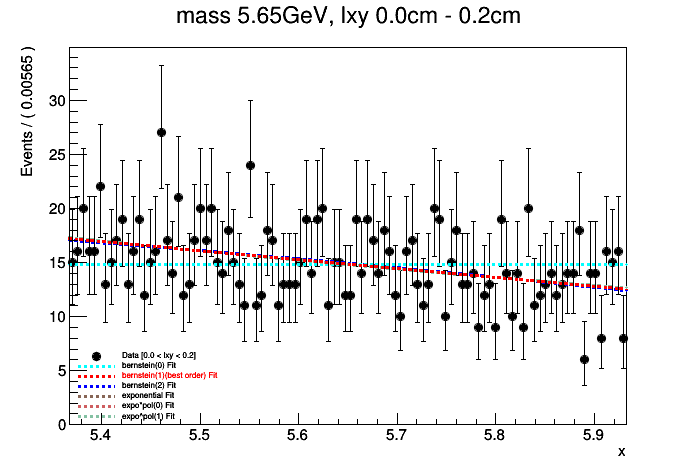 mass 5.65GeV, lxy 0.0cm - 0.2cm
Events / ( 0.00565 )
30
25
20
15
10
5
0
Data [0.0 < lxy < 0.2]
bernstein(0) Fit
bernstein(1)(best order) Fit
bernstein(2) Fit
exponential Fit
expo*pol(0) Fit
expo*pol(1) Fit
5.4 5.5 5.6 5.7 5.8 5.9
x